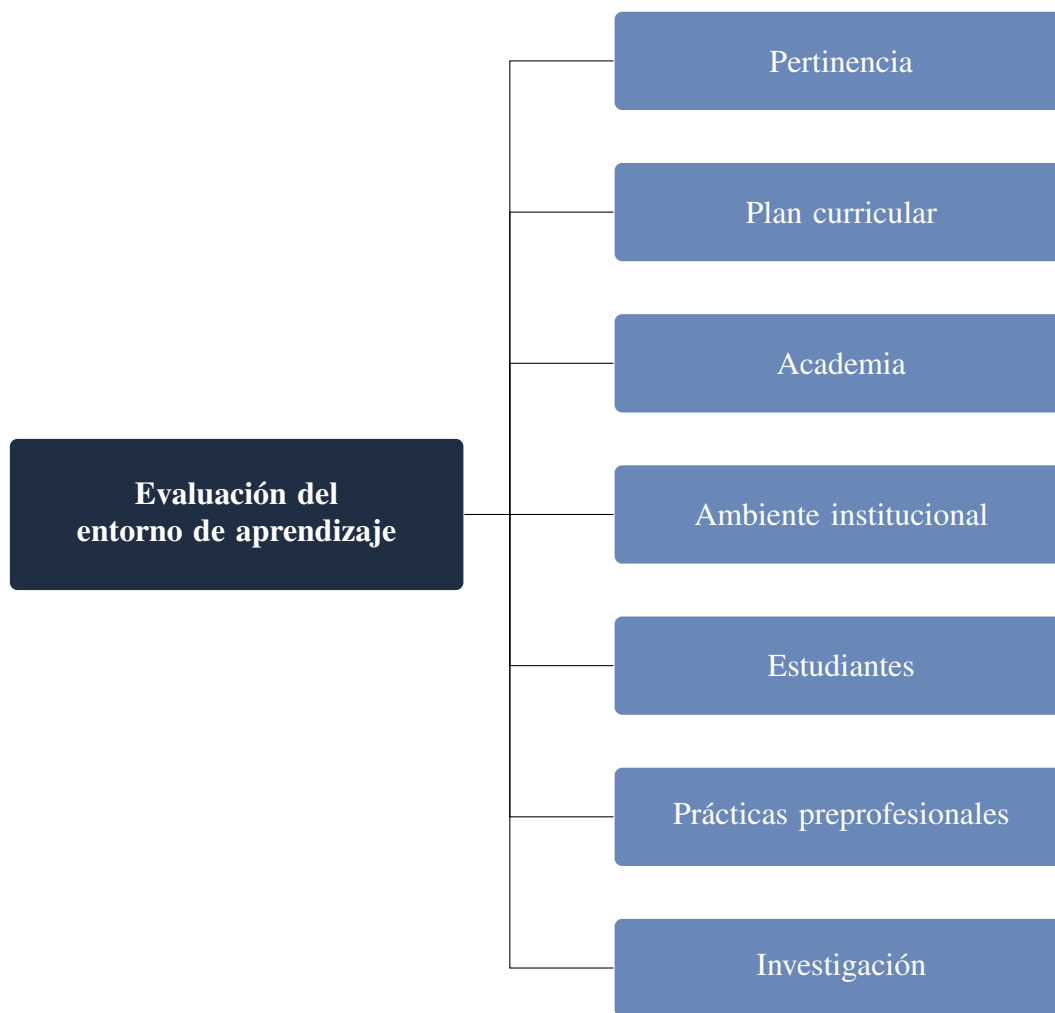 Pertinencia
Plan curricular
Academia
Evaluación del
entorno de aprendizaje
Ambiente institucional
Estudiantes
Prácticas preprofesionales
Investigación